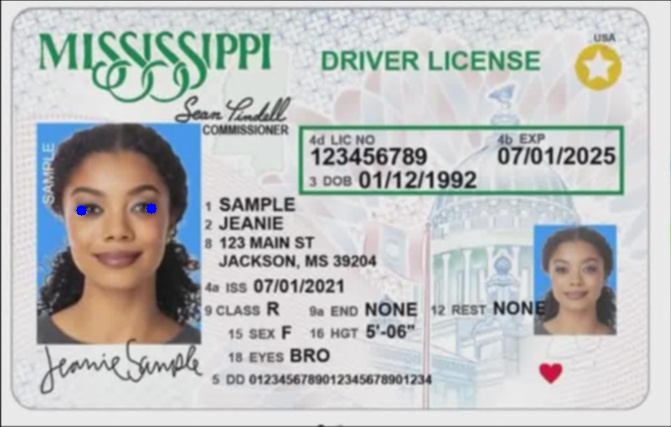 MISSISSIPPI
DRIVER LICENSE
USA
Sean Tindell
COMMISSIONER
4d LIC NO 4b EXP
123456789 07/01/2025
3 DOB 01/12/1992
SAMPLE
1 SAMPLE
2 JEANIE
8 123 MAIN ST
JACKSON, MS 39204
4a ISS 07/01/2021
9 CLASS R 9a END NONE 12 REST NONE
15 SEX F 16 HGT 5'-06"
18 EYES BRO
Jeanie Sample
5 DD 0123456789012345678901234